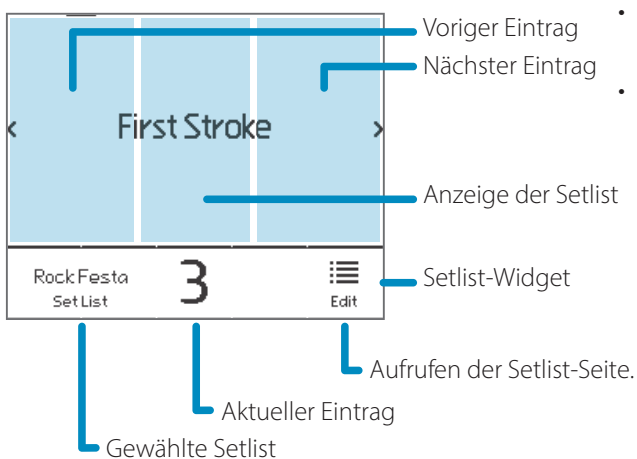 Voriger Eintrag
Nächster Eintrag
‹ First Stroke ›
Anzeige der Setlist
Rock Festa
Set List
3
Edit
Setlist-Widget
Aufrufen der Setlist-Seite.
Aktueller Eintrag
Gewählte Setlist